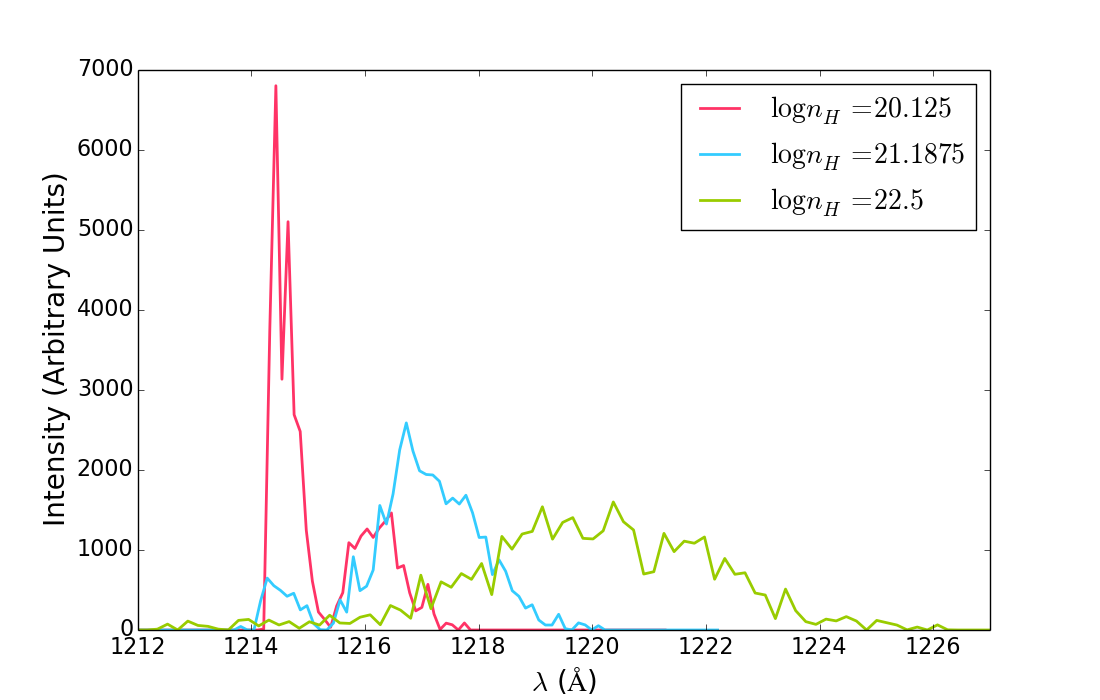 7000
6000
5000
4000
3000
2000
1000
0
Intensity (Arbitrary Units)
log n_H = 20.125
log n_H = 21.1875
log n_H = 22.5
1212 1214 1216 1218 1220 1222 1224 1226
λ (Å)